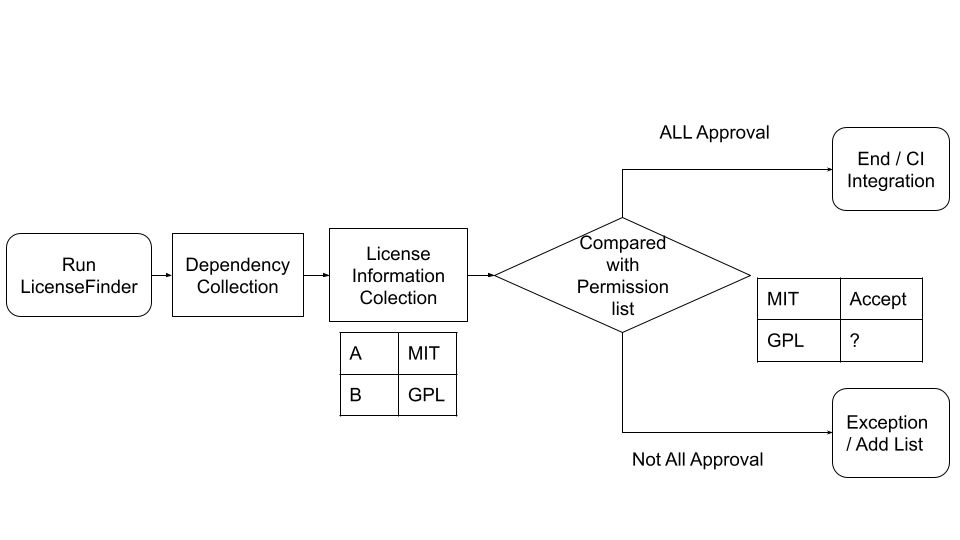 Run
LicenseFinder
Dependency
Collection
License
Information
Colection
A MIT
B GPL
Compared
with
Permission
list
ALL Approval
End / CI
Integration
MIT Accept
GPL ?
Not All Approval
Exception
/ Add List